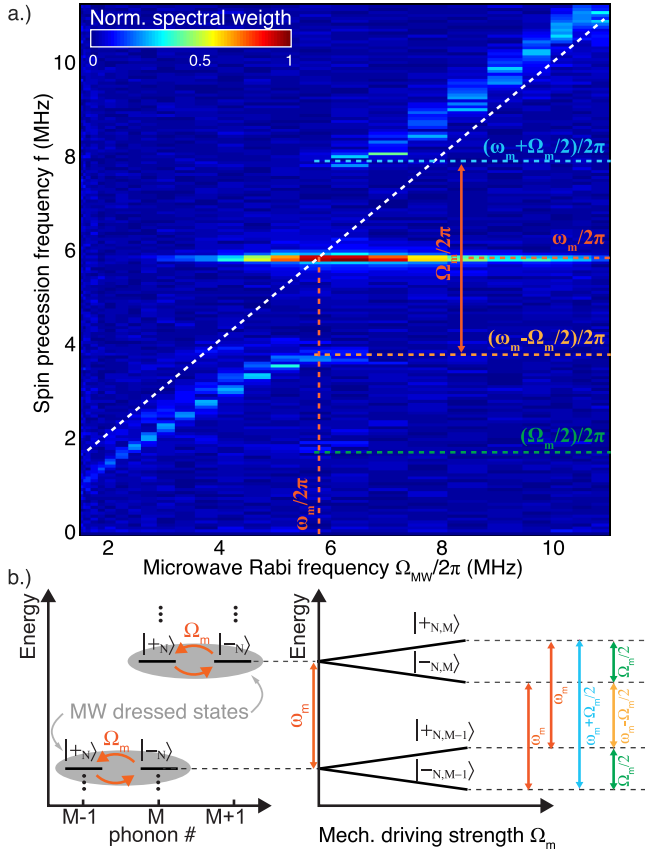 a.)
Norm. spectral weigth
0 0.5 1
Spin precession frequency f (MHz)
10
8
6
4
2
0
(ωm+Ωm/2)/2π
Ωm/2π
ωm/2π
(ωm-Ωm/2)/2π
(Ωm/2)/2π
ωm/2π
2 4 6 8 10
Microwave Rabi frequency ΩMW/2π (MHz)
b.)
Energy
|+N⟩ Ωm |-N⟩
MW dressed states
|+N⟩ Ωm |-N⟩
M-1 M M+1
phonon #
Energy
ωm
|+N,M⟩
|-N,M⟩
|+N,M-1⟩
|-N,M-1⟩
ωm
ωm
ωm+Ωm/2
Ωm/2
ωm-Ωm/2
Ωm/2
Mech. driving strength Ωm